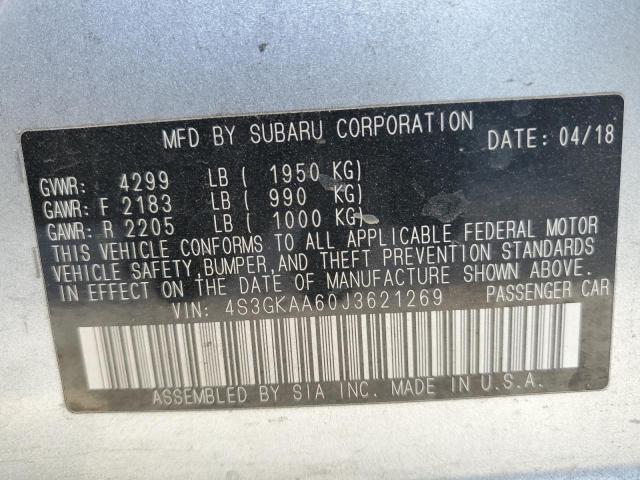 MFD BY SUBARU CORPORATION DATE: 04/18
GVWR: 4299 LB ( 1950 KG)
GAWR: F 2183 LB ( 990 KG)
GAWR: R 2205 LB ( 1000 KG)
THIS VEHICLE CONFORMS TO ALL APPLICABLE FEDERAL MOTOR
VEHICLE SAFETY, BUMPER, AND THEFT PREVENTION STANDARDS
IN EFFECT ON THE DATE OF MANUFACTURE SHOWN ABOVE.
VIN: 4S3GKAA60J3621269 PASSENGER CAR
ASSEMBLED BY SIA INC. MADE IN U.S.A.